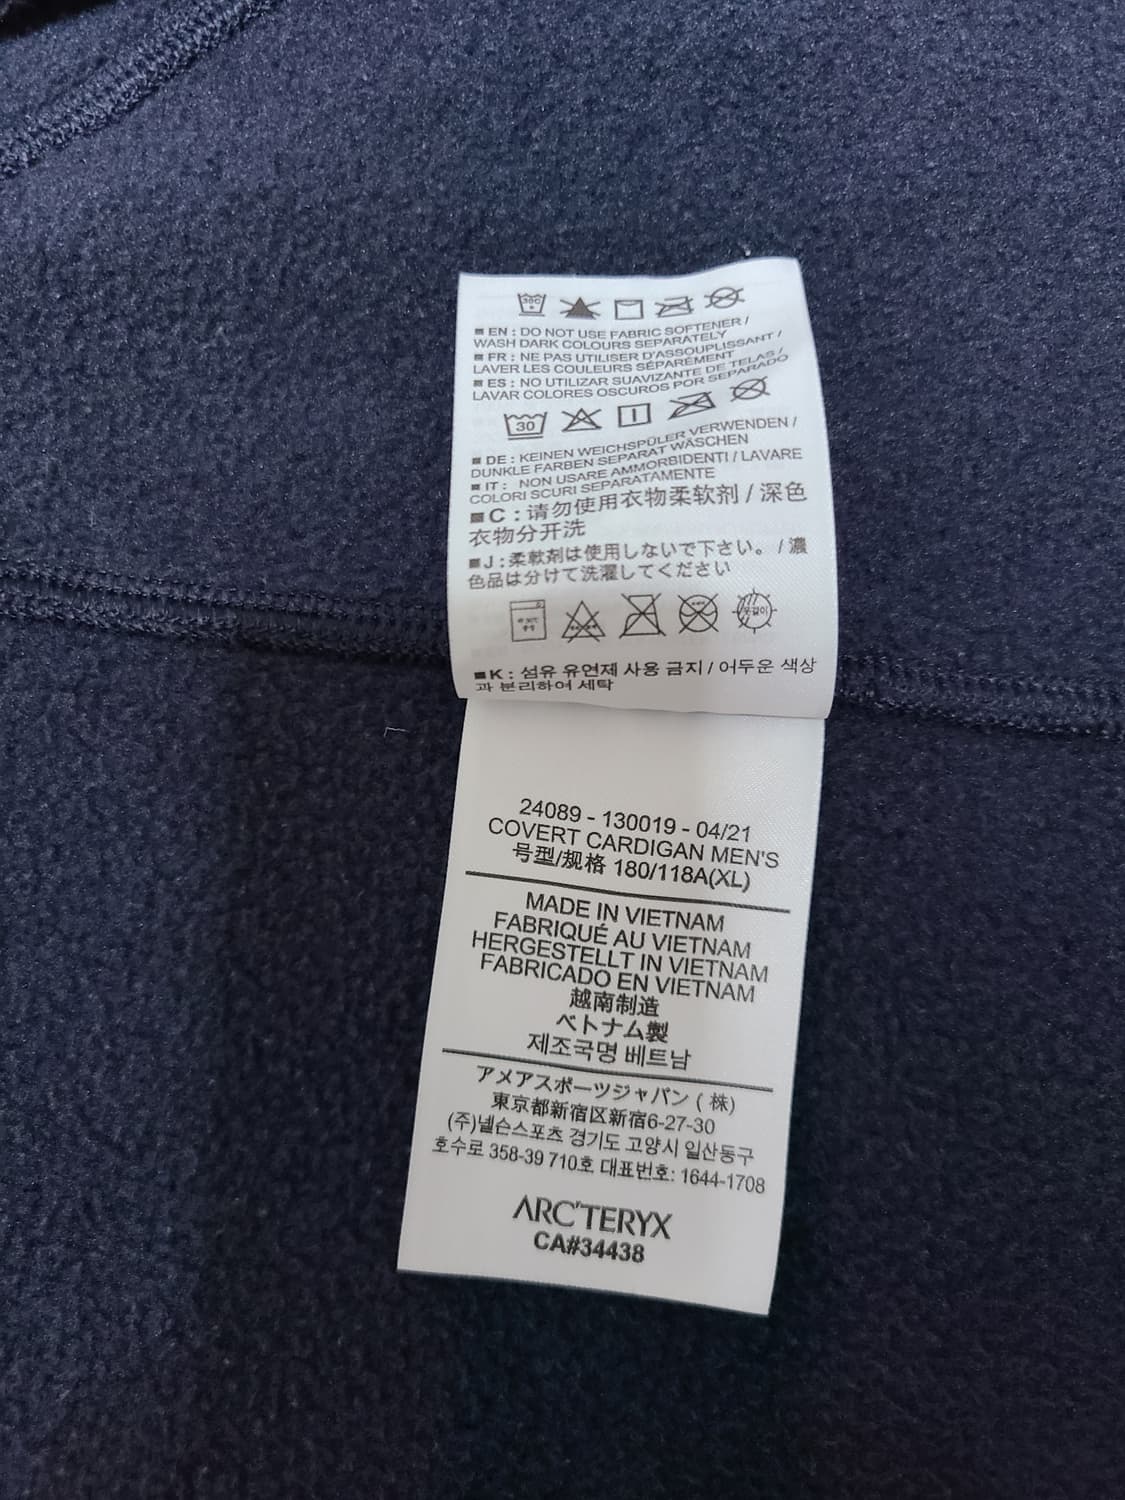 30C
■ EN : DO NOT USE FABRIC SOFTENER /
WASH DARK COLOURS SEPARATELY
■ FR : NE PAS UTILISER D'ASSOUPLISSANT /
LAVER LES COULEURS SÉPARÉMENT
■ ES : NO UTILIZAR SUAVIZANTE DE TELAS /
LAVAR COLORES OSCUROS POR SEPARADO
30
■ DE : KEINEN WEICHSPÜLER VERWENDEN /
DUNKLE FARBEN SEPARAT WASCHEN
■ IT : NON USARE AMMORBIDENTI / LAVARE
COLORI SCURI SEPARATAMENTE
■ C : 请勿使用衣物柔软剂 / 深色
衣物分开洗
■ J : 柔軟剤は使用しないで下さい。 / 濃
色品は分けて洗濯してください
■ K : 섬유 유연제 사용 금지 / 어두운 색상
과 분리하여 세탁
24089 - 130019 - 04/21
COVERT CARDIGAN MEN'S
号型/规格 180/118A(XL)
MADE IN VIETNAM
FABRIQUÉ AU VIETNAM
HERGESTELLT IN VIETNAM
FABRICADO EN VIETNAM
越南制造
ベトナム製
제조국명 베트남
アメアスポーツジャパン ( 株)
東京都新宿区新宿6-27-30
(주)넬슨스포츠 경기도 고양시 일산동구
호수로 358-39 710호 대표번호: 1644-1708
ARC'TERYX
CA#34438